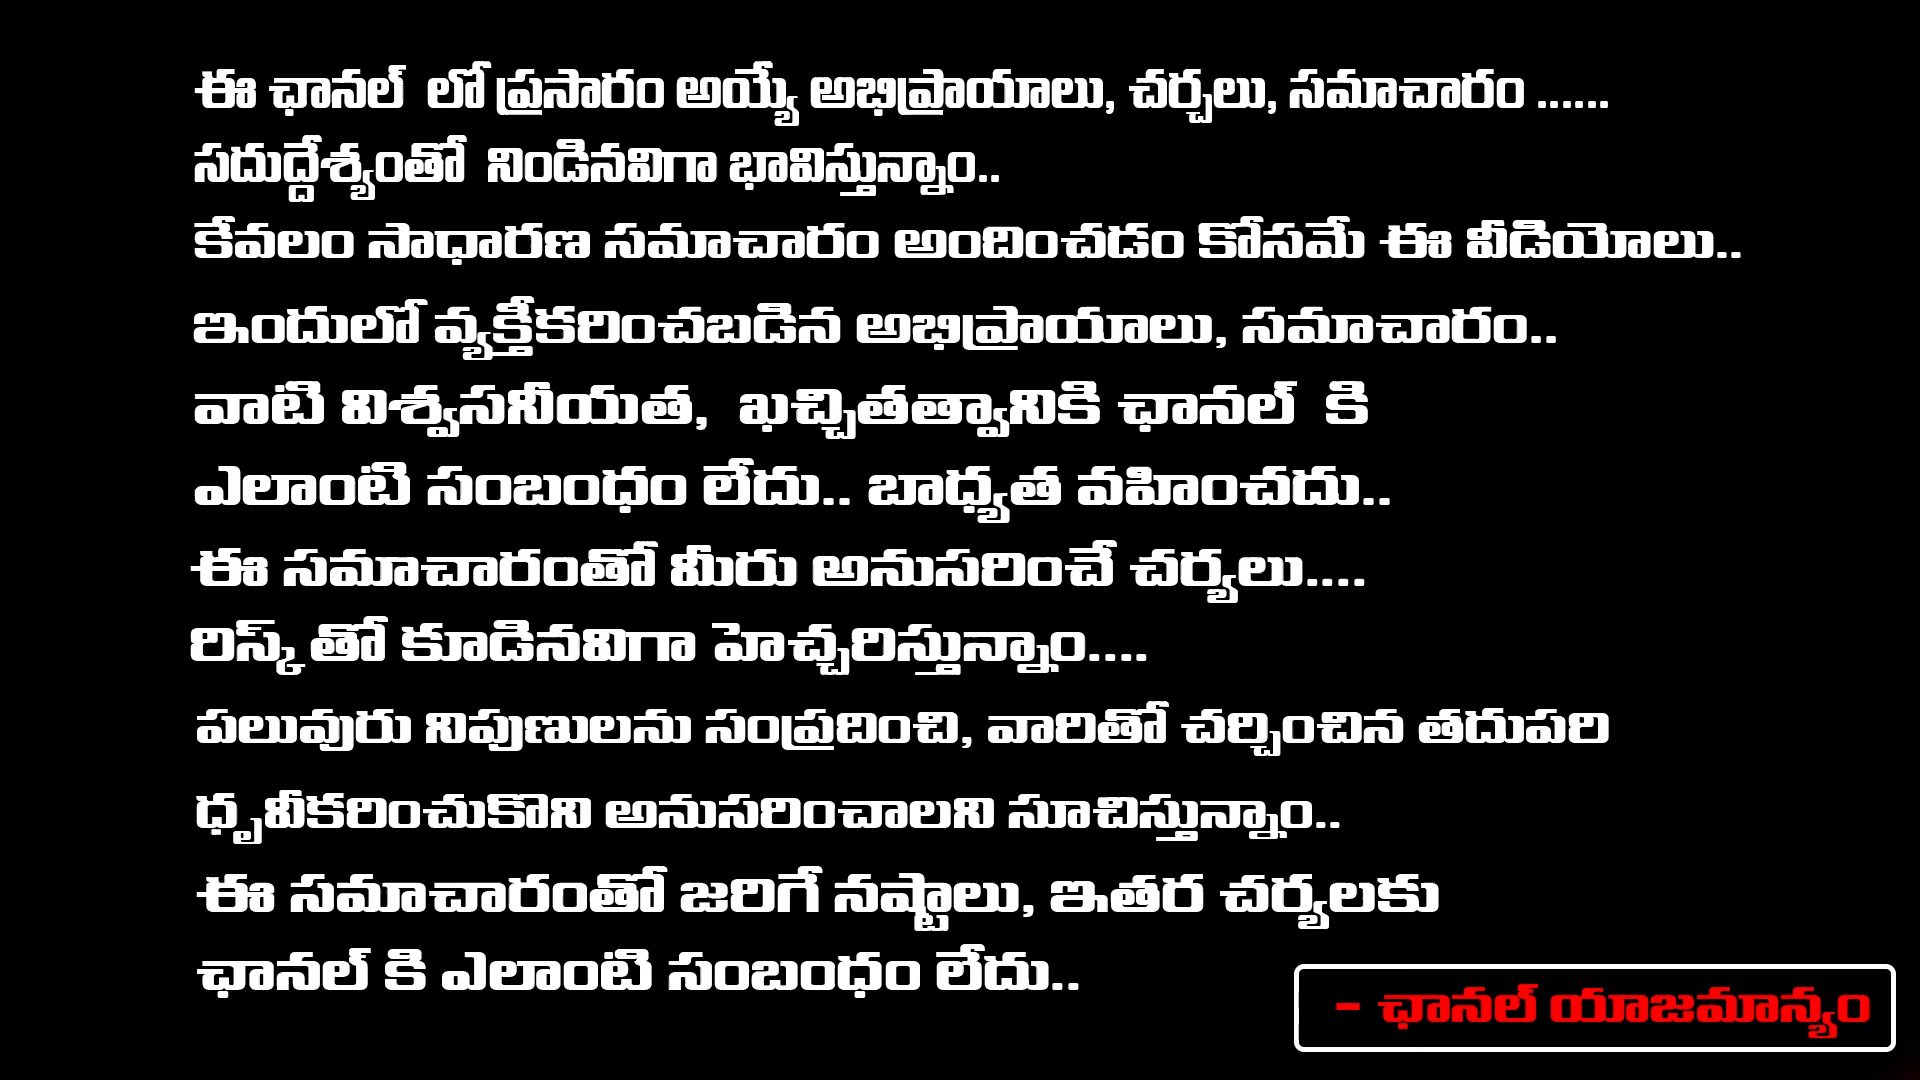 ఈ ఛానల్ లో ప్రసారం అయ్యే అభిప్రాయాలు, చర్చలు, సమాచారం ......
సదుద్దేశ్యంతో నిండినవిగా భావిస్తున్నాం..
కేవలం సాధారణ సమాచారం అందించడం కోసమే ఈ వీడియోలు..
ఇందులో వ్యక్తీకరించబడిన అభిప్రాయాలు, సమాచారం..
వాటి విశ్వసనీయత, ఖచ్చితత్వానికి ఛానల్ కి
ఎలాంటి సంబంధం లేదు.. బాధ్యత వహించదు..
ఈ సమాచారంతో మీరు అనుసరించే చర్యలు....
రిస్క్ తో కూడినవిగా హెచ్చరిస్తున్నాం....
పలువురు నిపుణులను సంప్రదించి, వారితో చర్చించిన తదుపరి
ధృవీకరించుకొని అనుసరించాలని సూచిస్తున్నాం..
ఈ సమాచారంతో జరిగే నష్టాలు, ఇతర చర్యలకు
ఛానల్ కి ఎలాంటి సంబంధం లేదు..
- ఛానల్ యాజమాన్యం